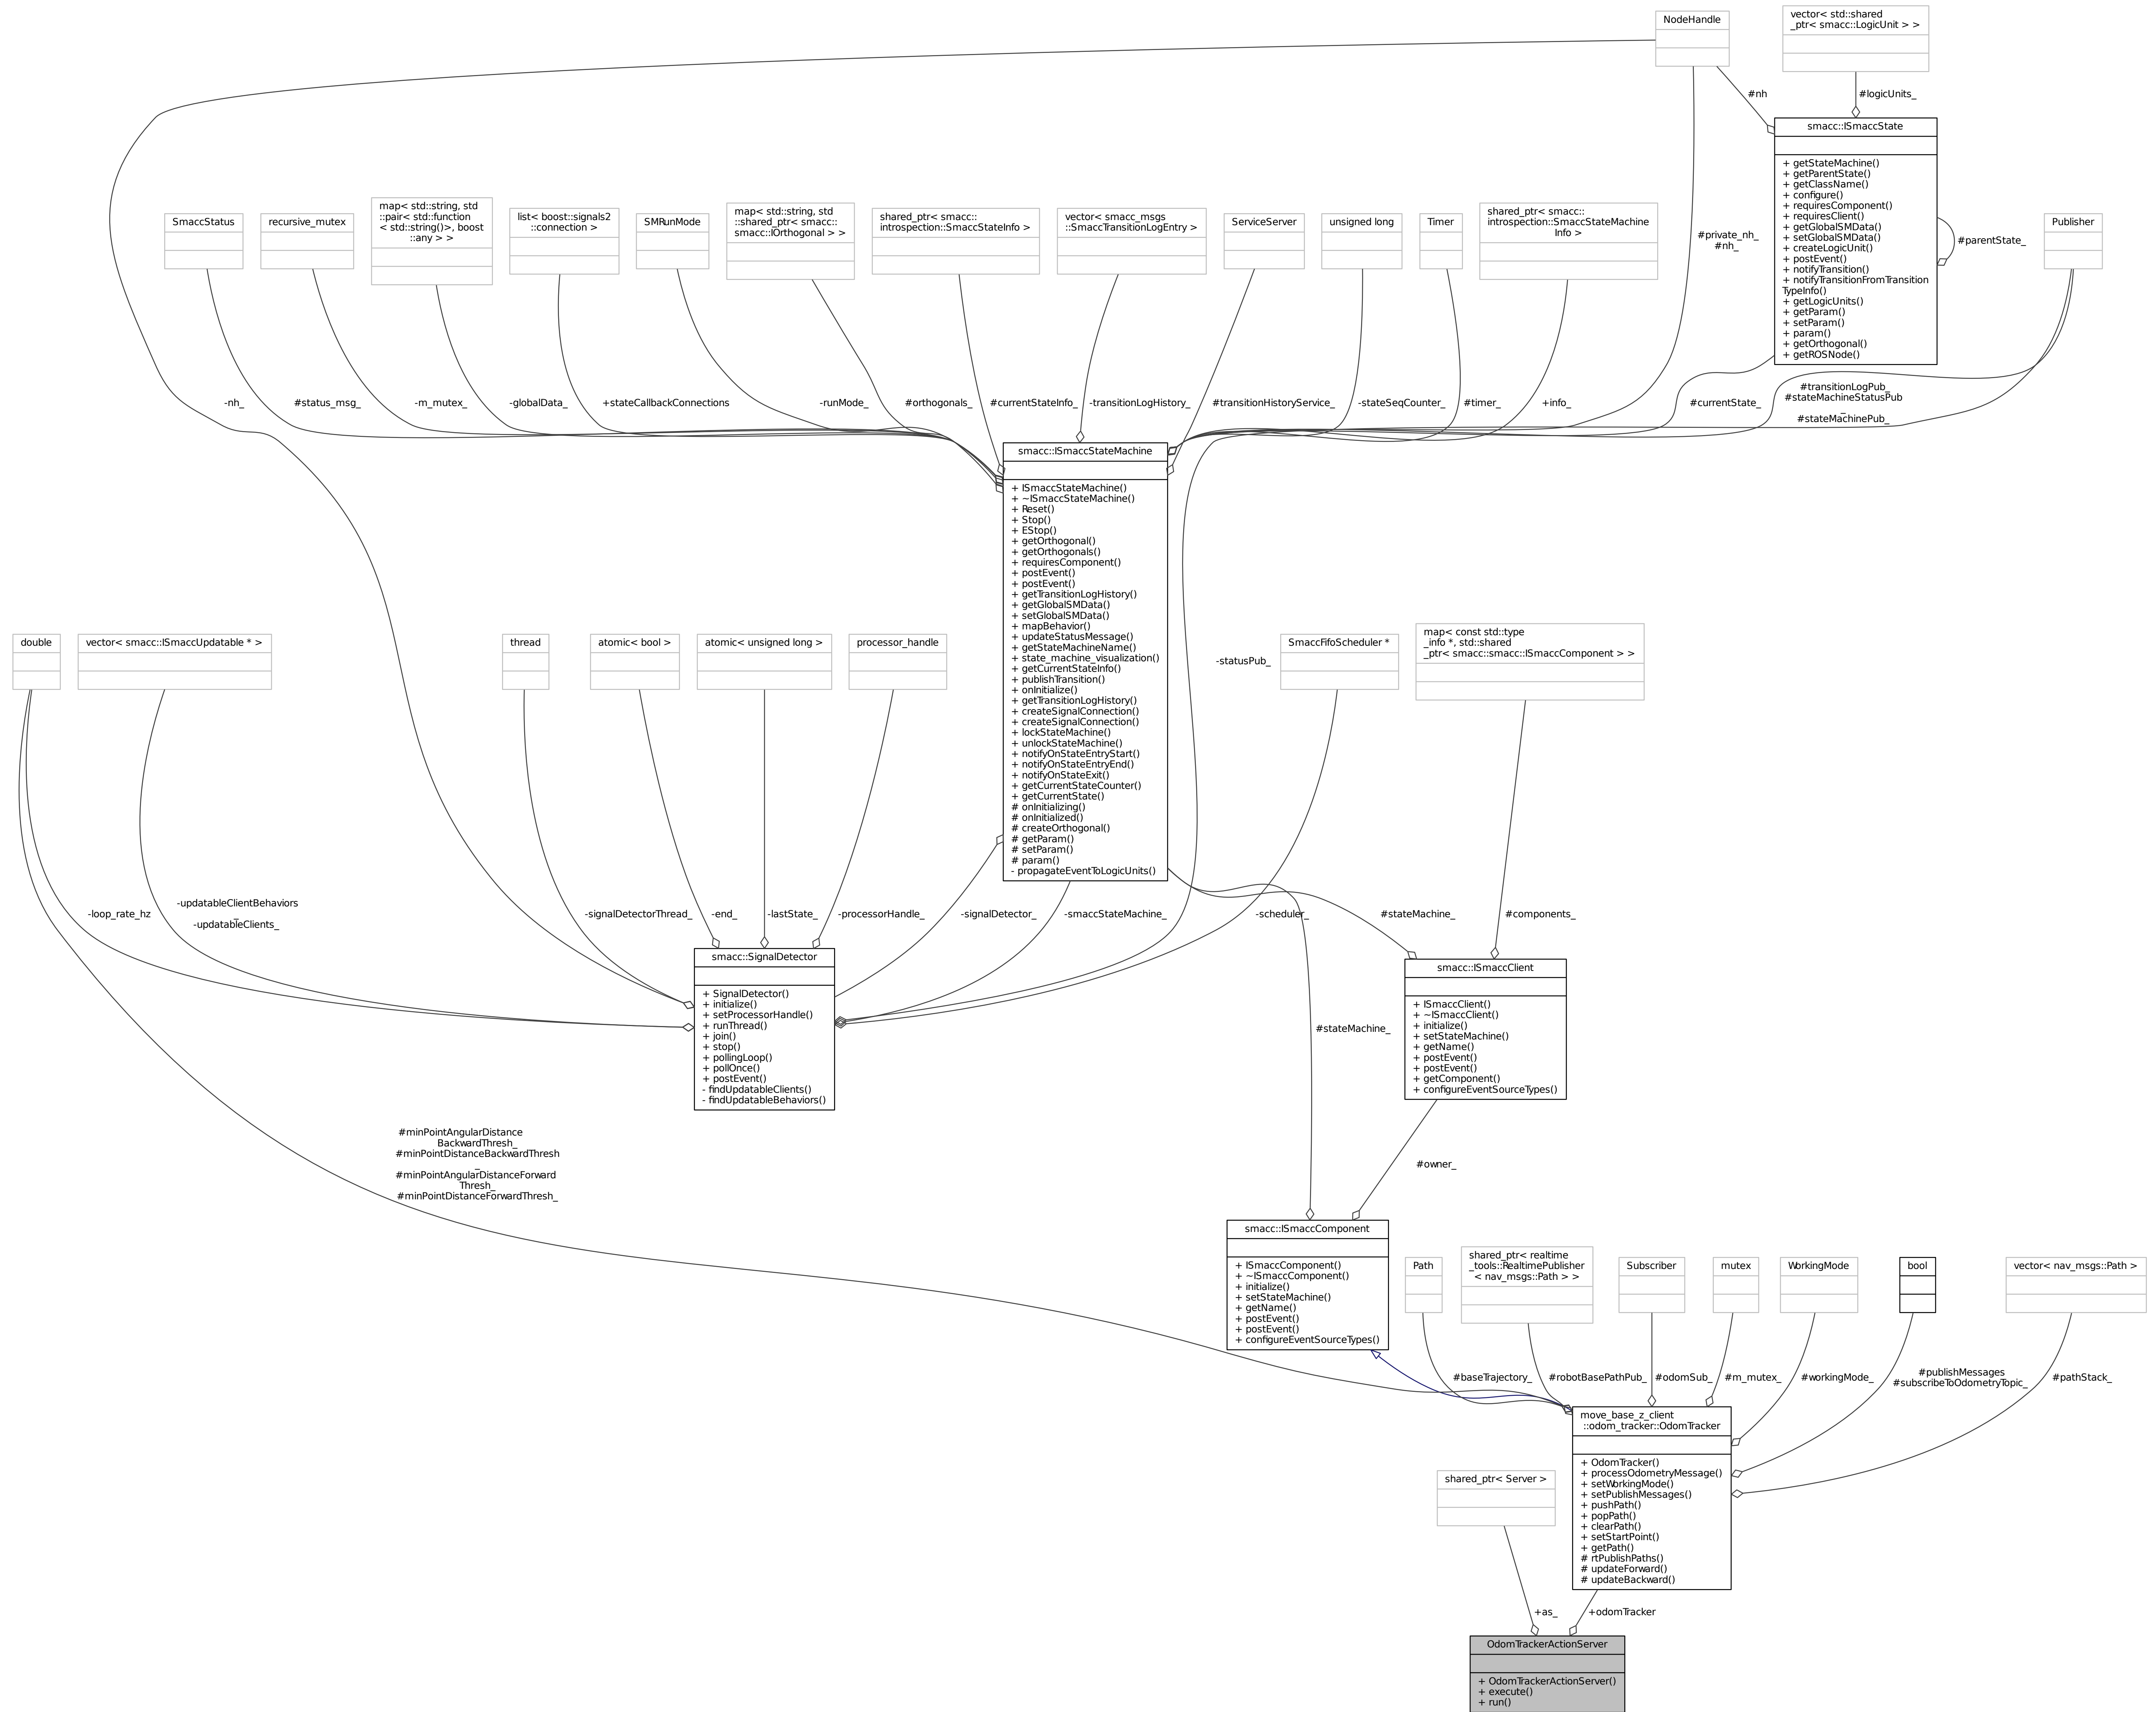 NodeHandle
vector< std::shared
_ptr< smacc::LogicUnit > >
#nh
#logicUnits_
smacc::ISmaccState
+ getStateMachine()
+ getParentState()
+ getClassName()
+ configure()
+ requiresComponent()
+ requiresClient()
+ getGlobalSMData()
+ setGlobalSMData()
+ createLogicUnit()
+ postEvent()
+ notifyTransition()
+ notifyTransitionFromTransition
TypeInfo()
+ getLogicUnits()
+ getParam()
+ setParam()
+ param()
+ getOrthogonal()
+ getROSNode()
#parentState_
Publisher
SmaccStatus
recursive_mutex
map< std::string, std
::pair< std::function
< std::string()>, boost
::any > >
list< boost::signals2
::connection >
SMRunMode
map< std::string, std
::shared_ptr< smacc::
smacc::IOrthogonal > >
shared_ptr< smacc::
introspection::SmaccStateInfo >
vector< smacc_msgs
::SmaccTransitionLogEntry >
ServiceServer
unsigned long
Timer
shared_ptr< smacc::
introspection::SmaccStateMachine
Info >
#private_nh_
#nh_
-nh_
#status_msg_
-m_mutex_
-globalData_
+stateCallbackConnections
-runMode_
#orthogonals_
#currentStateInfo_
-transitionLogHistory_
#transitionHistoryService_
-stateSeqCounter_
#timer_
+info_
#currentState_
#transitionLogPub_
#stateMachineStatusPub
_
#stateMachinePub_
smacc::ISmaccStateMachine
+ ISmaccStateMachine()
+ ~ISmaccStateMachine()
+ Reset()
+ Stop()
+ EStop()
+ getOrthogonal()
+ getOrthogonals()
+ requiresComponent()
+ postEvent()
+ postEvent()
+ getTransitionLogHistory()
+ getGlobalSMData()
+ setGlobalSMData()
+ mapBehavior()
+ updateStatusMessage()
+ getStateMachineName()
+ state_machine_visualization()
+ getCurrentStateInfo()
+ publishTransition()
+ onInitialize()
+ getTransitionLogHistory()
+ createSignalConnection()
+ createSignalConnection()
+ lockStateMachine()
+ unlockStateMachine()
+ notifyOnStateEntryStart()
+ notifyOnStateEntryEnd()
+ notifyOnStateExit()
+ getCurrentStateCounter()
+ getCurrentState()
# onInitializing()
# onInitialized()
# createOrthogonal()
# getParam()
# setParam()
# param()
- propagateEventToLogicUnits()
double
vector< smacc::ISmaccUpdatable * >
thread
atomic< bool >
atomic< unsigned long >
processor_handle
-statusPub_
SmaccFifoScheduler *
map< const std::type
_info *, std::shared
_ptr< smacc::smacc::ISmaccComponent > >
-loop_rate_hz
-updatableClientBehaviors
_
-updatableClients_
-signalDetectorThread_
-end_
-lastState_
-processorHandle_
-signalDetector_
-smaccStateMachine_
-scheduler_
#stateMachine_
#components_
smacc::SignalDetector
+ SignalDetector()
+ initialize()
+ setProcessorHandle()
+ runThread()
+ join()
+ stop()
+ pollingLoop()
+ pollOnce()
+ postEvent()
- findUpdatableClients()
- findUpdatableBehaviors()
smacc::ISmaccClient
+ ISmaccClient()
+ ~ISmaccClient()
+ initialize()
+ setStateMachine()
+ getName()
+ postEvent()
+ postEvent()
+ getComponent()
+ configureEventSourceTypes()
#stateMachine_
#minPointAngularDistance
BackwardThresh_
#minPointDistanceBackwardThresh
_
#minPointAngularDistanceForward
Thresh_
#minPointDistanceForwardThresh_
#owner_
smacc::ISmaccComponent
+ ISmaccComponent()
+ ~ISmaccComponent()
+ initialize()
+ setStateMachine()
+ getName()
+ postEvent()
+ postEvent()
+ configureEventSourceTypes()
Path
shared_ptr< realtime
_tools::RealtimePublisher
< nav_msgs::Path > >
Subscriber
mutex
WorkingMode
bool
vector< nav_msgs::Path >
#baseTrajectory_
#robotBasePathPub_
#odomSub_
#m_mutex_
#workingMode_
#publishMessages
#subscribeToOdometryTopic_
#pathStack_
move_base_z_client
::odom_tracker::OdomTracker
+ OdomTracker()
+ processOdometryMessage()
+ setWorkingMode()
+ setPublishMessages()
+ pushPath()
+ popPath()
+ clearPath()
+ setStartPoint()
+ getPath()
# rtPublishPaths()
# updateForward()
# updateBackward()
shared_ptr< Server >
+as_
+odomTracker
OdomTrackerActionServer
+ OdomTrackerActionServer()
+ execute()
+ run()